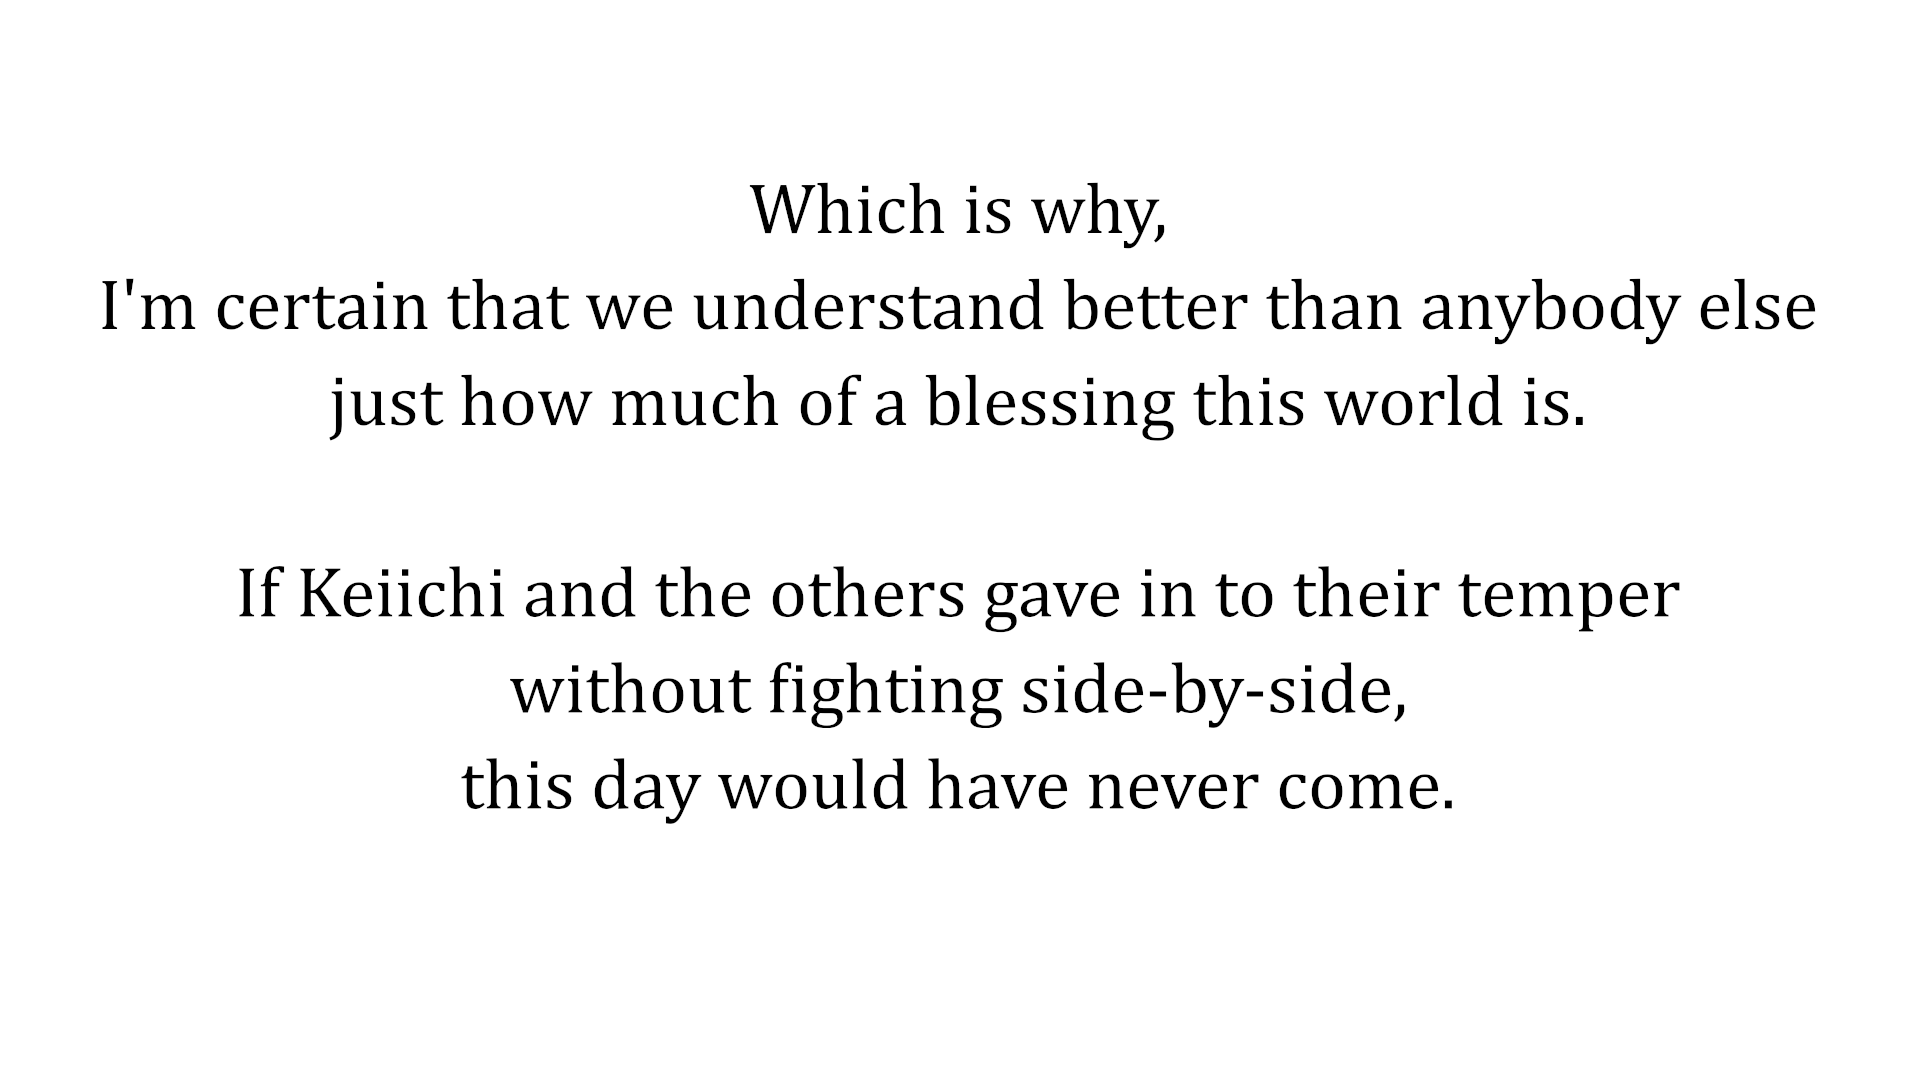 Which is why,
I'm certain that we understand better than anybody else
just how much of a blessing this world is.
If Keiichi and the others gave in to their temper
without fighting side-by-side,
this day would have never come.